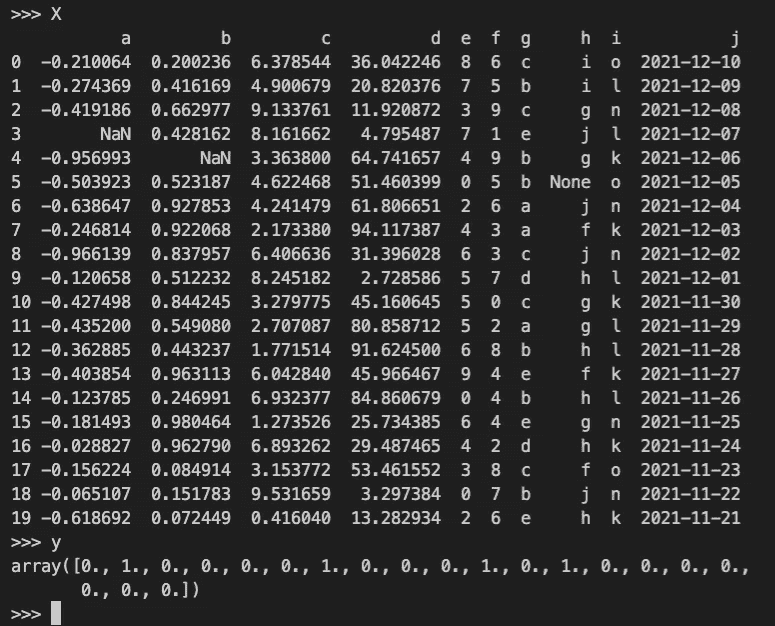 >>> X
           a         b         c          d  e  f  g     h  i           j
0  -0.210064  0.200236  6.378544  36.042246  8  6  c     i  o  2021-12-10
1  -0.274369  0.416169  4.900679  20.820376  7  5  b     i  l  2021-12-09
2  -0.419186  0.662977  9.133761  11.920872  3  9  c     g  n  2021-12-08
3        NaN  0.428162  8.161662   4.795487  7  1  e     j  l  2021-12-07
4  -0.956993       NaN  3.363800  64.741657  4  9  b     g  k  2021-12-06
5  -0.503923  0.523187  4.622468  51.460399  0  5  b  None  o  2021-12-05
6  -0.638647  0.927853  4.241479  61.806651  2  6  a     j  n  2021-12-04
7  -0.246814  0.922068  2.173380  94.117387  4  3  a     f  k  2021-12-03
8  -0.966139  0.837957  6.406636  31.396028  6  3  c     j  n  2021-12-02
9  -0.120658  0.512232  8.245182   2.728586  5  7  d     h  l  2021-12-01
10 -0.427498  0.844245  3.279775  45.160645  5  0  c     g  k  2021-11-30
11 -0.435200  0.549080  2.707087  80.858712  5  2  a     g  l  2021-11-29
12 -0.362885  0.443237  1.771514  91.624500  6  8  b     h  l  2021-11-28
13 -0.403854  0.963113  6.042840  45.966467  9  4  e     f  k  2021-11-27
14 -0.123785  0.246991  6.932377  84.860679  0  4  b     h  l  2021-11-26
15 -0.181493  0.980464  1.273526  25.734385  6  4  e     g  n  2021-11-25
16 -0.028827  0.962790  6.893262  29.487465  4  2  d     h  k  2021-11-24
17 -0.156224  0.084914  3.153772  53.461552  3  8  c     f  o  2021-11-23
18 -0.065107  0.151783  9.531659   3.297384  0  7  b     j  n  2021-11-22
19 -0.618692  0.072449  0.416040  13.282934  2  6  e     h  k  2021-11-21
>>> y
array([0., 1., 0., 0., 0., 0., 1., 0., 0., 0., 1., 0., 1., 0., 0., 0., 0.,
       0., 0., 0.])
>>>